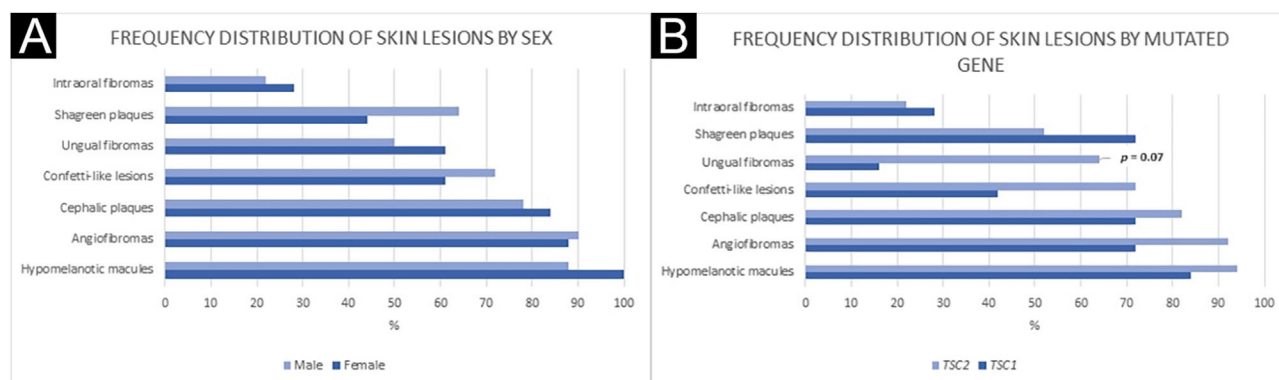 A
FREQUENCY DISTRIBUTION OF SKIN LESIONS BY SEX
Intraoral fibromas
Shagreen plaques
Ungual fibromas
Confetti-like lesions
Cephalic plaques
Angiofibromas
Hypomelanotic macules
0 10 20 30 40 50 60 70 80 90 100
%
Male Female
B
FREQUENCY DISTRIBUTION OF SKIN LESIONS BY MUTATED
GENE
Intraoral fibromas
Shagreen plaques
Ungual fibromas
p = 0.07
Confetti-like lesions
Cephalic plaques
Angiofibromas
Hypomelanotic macules
0 10 20 30 40 50 60 70 80 90 100
%
TSC2 TSC1